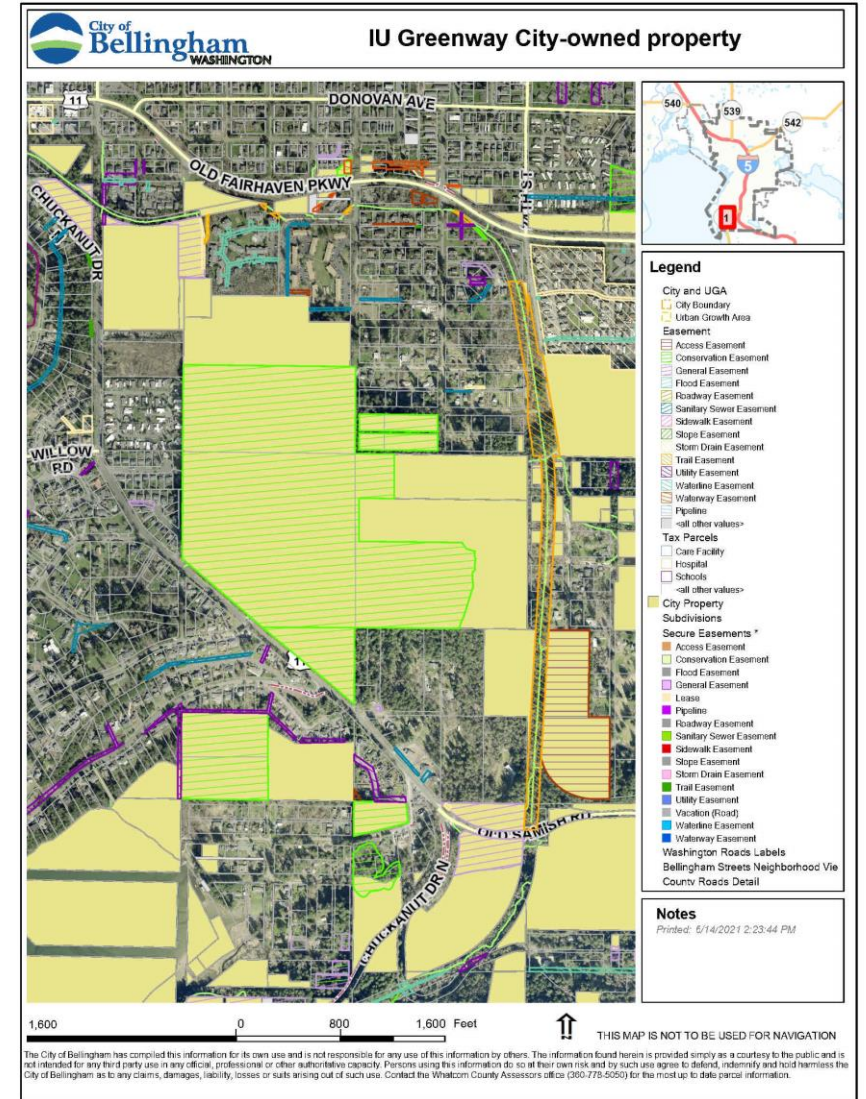 City of
Bellingham
WASHINGTON
IU Greenway City-owned property
11
DONOVAN AVE
OLD FAIRHAVEN PKWY
CHUCKANUT DR
24TH ST
WILLOW RD
11
OLD SAMISH RD
CHUCKANUT DR N
540
539
542
5
1
Legend
City and UGA
City Boundary
Urban Growth Area
Easement
Access Easement
Conservation Easement
General Easement
Flood Easement
Roadway Easement
Sanitary Sewer Easement
Sidewalk Easement
Slope Easement
Storm Drain Easement
Trail Easement
Utility Easement
Waterline Easement
Waterway Easement
Pipeline
<all other values>
Tax Parcels
Care Facility
Hospital
Schools
<all other values>
City Property
Subdivisions
Secure Easements *
Access Easement
Conservation Easement
Flood Easement
General Easement
Lease
Pipeline
Roadway Easement
Sanitary Sewer Easement
Sidewalk Easement
Slope Easement
Storm Drain Easement
Trail Easement
Utility Easement
Vacation (Road)
Waterline Easement
Waterway Easement
Washington Roads Labels
Bellingham Streets Neighborhood Vie
County Roads Detail
Notes
Printed: 6/14/2021 2:23:44 PM
1,600 0 800 1,600 Feet
THIS MAP IS NOT TO BE USED FOR NAVIGATION
The City of Bellingham has compiled this information for its own use and is not responsible for any use of this information by others. The information found herein is provided simply as a courtesy to the public and is
not intended for any third party use in any official, professional or other authoritative capacity. Persons using this information do so at their own risk and by such use agree to defend, indemnify and hold harmless the
City of Bellingham as to any claims, damages, liability, losses or suits arising out of such use. Contact the Whatcom County Assessors office (360-778-5050) for the most up to date parcel information.